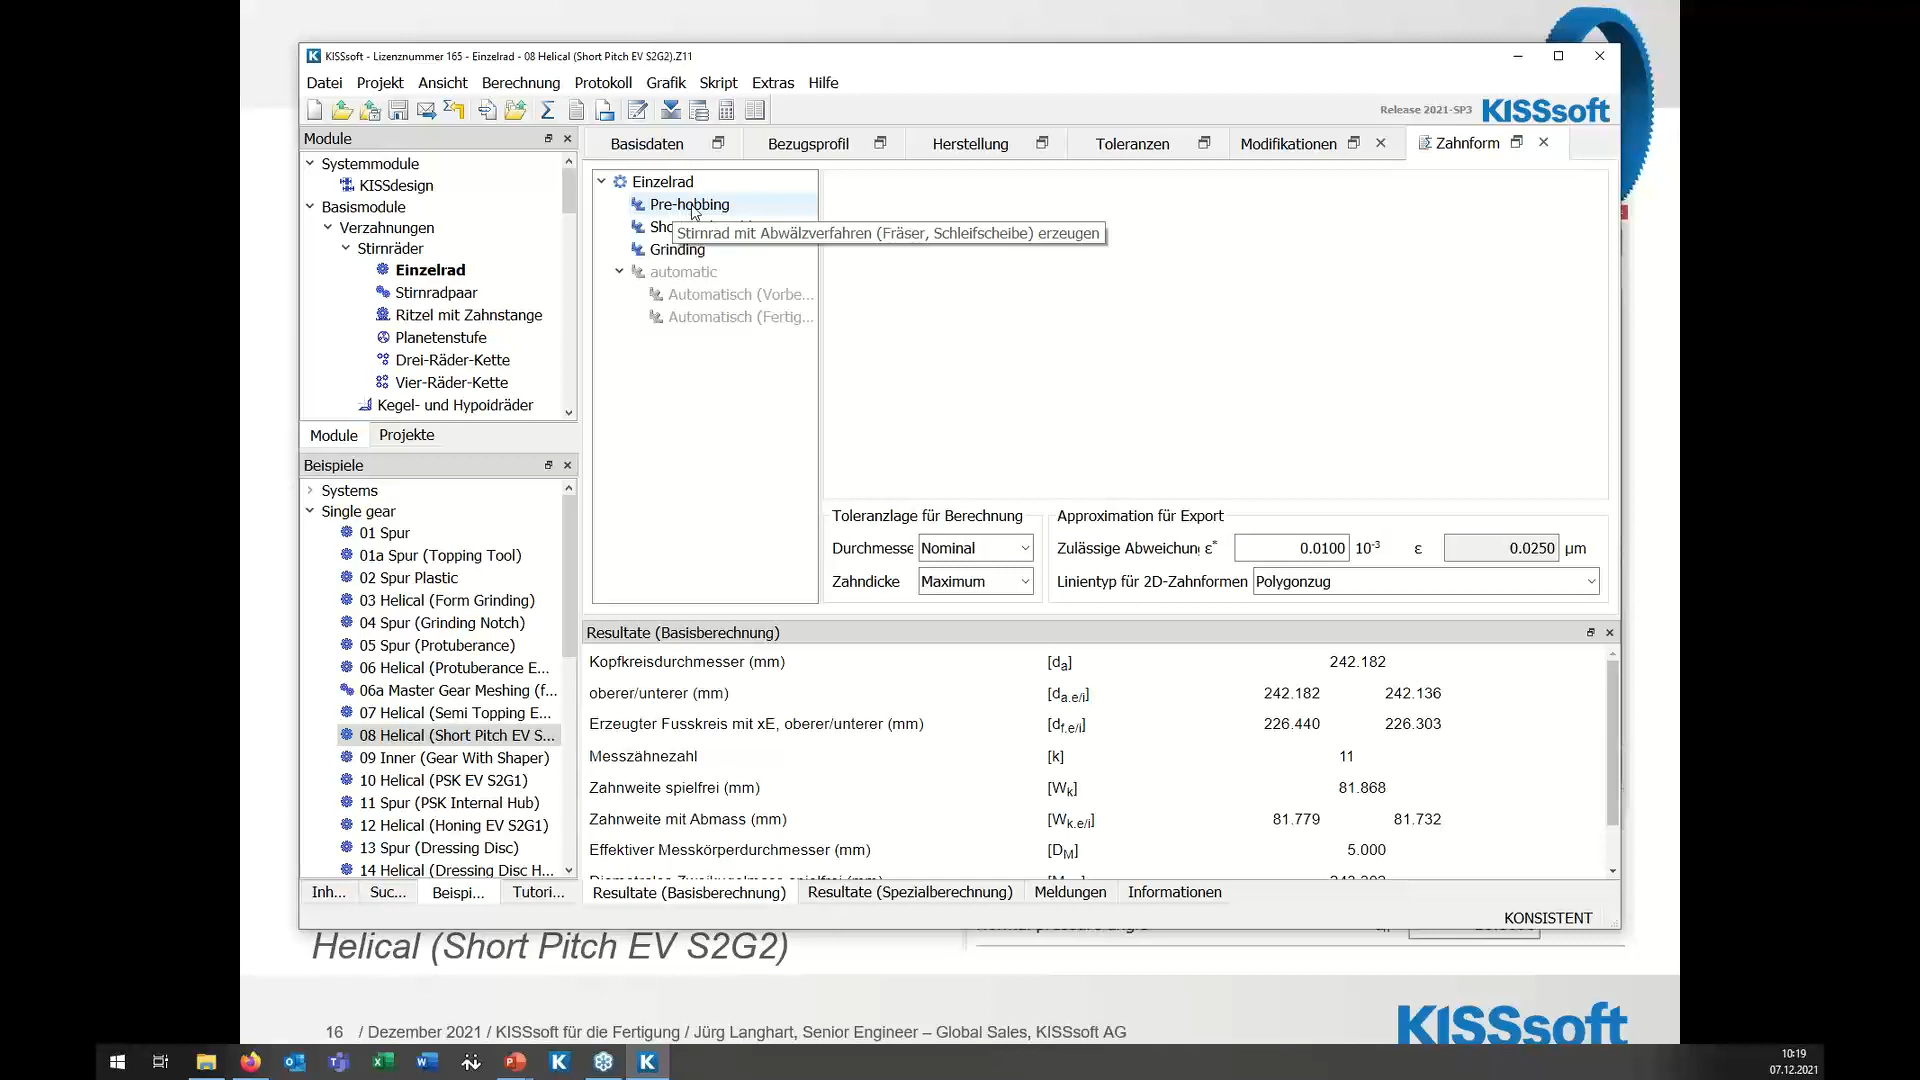 KISSsoft - Lizenznummer 165 - Einzelrad - 08 Helical (Short Pitch EV S2G2).Z11
Datei Projekt Ansicht Berechnung Protokoll Grafik Skript Extras Hilfe
Release 2021-SP3 KISSsoft
Module
Systemmodule
KISSdesign
Basismodule
Verzahnungen
Stirnräder
Einzelrad
Stirnradpaar
Ritzel mit Zahnstange
Planetenstufe
Drei-Räder-Kette
Vier-Räder-Kette
Kegel- und Hypoidräder
Module Projekte
Beispiele
Systems
Single gear
01 Spur
01a Spur (Topping Tool)
02 Spur Plastic
03 Helical (Form Grinding)
04 Spur (Grinding Notch)
05 Spur (Protuberance)
06 Helical (Protuberance E...
06a Master Gear Meshing (f...
07 Helical (Semi Topping E...
08 Helical (Short Pitch EV S...
09 Inner (Gear With Shaper)
10 Helical (PSK EV S2G1)
11 Spur (PSK Internal Hub)
12 Helical (Honing EV S2G1)
13 Spur (Dressing Disc)
14 Helical (Dressing Disc H...
Inh... Suc... Beispi... Tutori...
Basisdaten Bezugsprofil Herstellung Toleranzen Modifikationen Zahnform
Einzelrad
Pre-hobbing
Stirnrad mit Abwälzverfahren (Fräser, Schleifscheibe) erzeugen
Grinding
automatic
Automatisch (Vorbe...
Automatisch (Fertig...
Toleranzlage für Berechnung
Durchmesse Nominal
Zahndicke Maximum
Approximation für Export
Zulässige Abweichung ε* 0.0100 10-3 ε 0.0250 µm
Linientyp für 2D-Zahnformen Polygonzug
Resultate (Basisberechnung)
Kopfkreisdurchmesser (mm) [da] 242.182
oberer/unterer (mm) [da.e/i] 242.182 242.136
Erzeugter Fusskreis mit xE, oberer/unterer (mm) [df.e/i] 226.440 226.303
Messzähnezahl [k] 11
Zahnweite spielfrei (mm) [Wk] 81.868
Zahnweite mit Abmass (mm) [Wk.e/i] 81.779 81.732
Effektiver Messkörperdurchmesser (mm) [DM] 5.000
Resultate (Basisberechnung) Resultate (Spezialberechnung) Meldungen Informationen
KONSISTENT
Helical (Short Pitch EV S2G2)
16 / Dezember 2021 / KISSsoft für die Fertigung / Jürg Langhart, Senior Engineer – Global Sales, KISSsoft AG
KISSsoft
10:19
07.12.2021